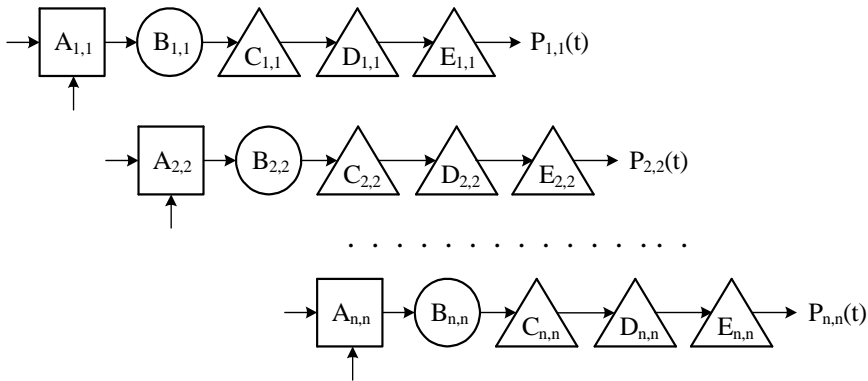 A1,1 B1,1 C1,1 D1,1 E1,1 P1,1(t)
A2,2 B2,2 C2,2 D2,2 E2,2 P2,2(t)
. . . . . . . . . . . . . . . .
An,n Bn,n Cn,n Dn,n En,n Pn,n(t)